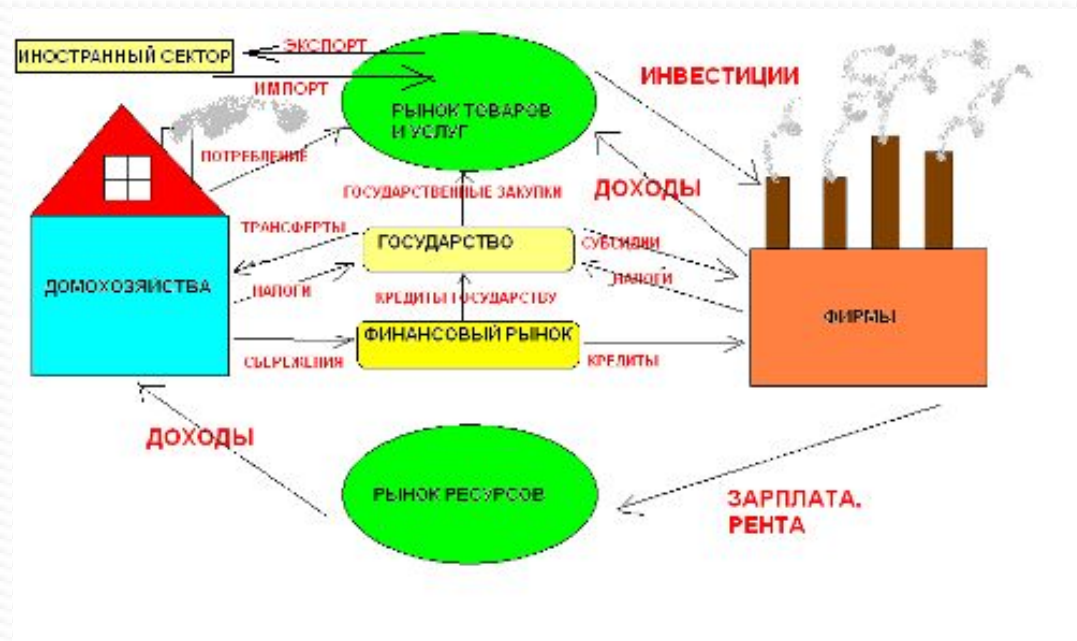 ЭКСПОРТ
ИНОСТРАННЫЙ СЕКТОР
ИМПОРТ
ИНВЕСТИЦИИ
РЫНОК ТОВАРОВ
И УСЛУГ
ПОТРЕБЛЕНИЕ
ГОСУДАРСТВЕННЫЕ ЗАКУПКИ
ДОХОДЫ
ТРАНСФЕРТЫ
ГОСУДАРСТВО
СУБСИДИИ
ДОМОХОЗЯЙСТВА
НАЛОГИ
НАЛОГИ
КРЕДИТЫ ГОСУДАРСТВУ
ФИРМЫ
ФИНАНСОВЫЙ РЫНОК
СБЕРЕЖЕНИЯ
КРЕДИТЫ
ДОХОДЫ
РЫНОК РЕСУРСОВ
ЗАРПЛАТА,
РЕНТА